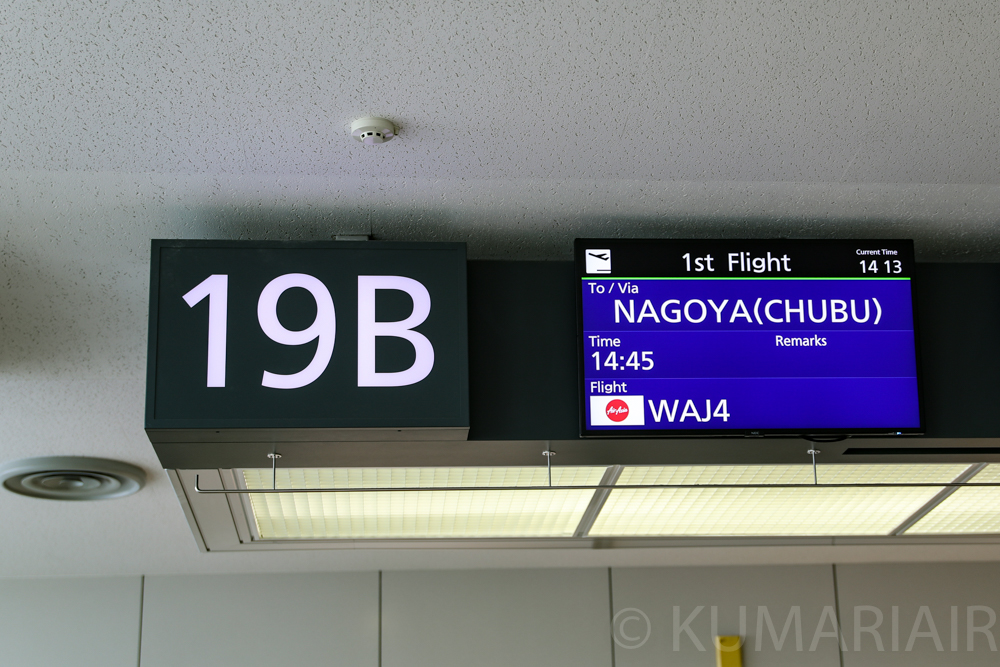 19B
1st Flight
Current Time
14 13
To / Via
NAGOYA(CHUBU)
Time
Remarks
14:45
Flight
AirAsia
WAJ4
© KUMARIAIR